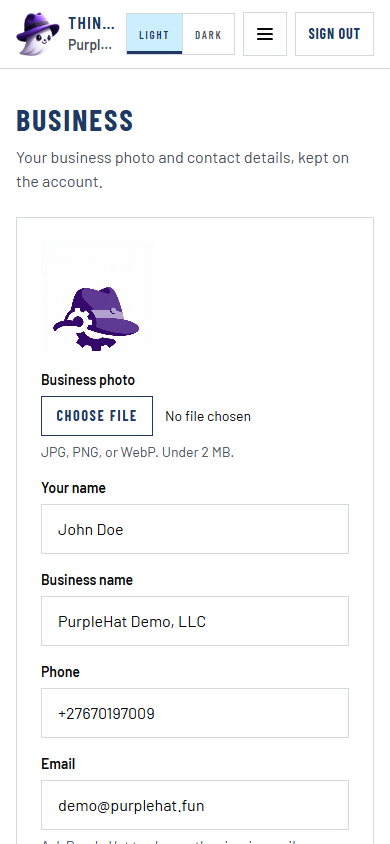 THIN...
Purpl...
LIGHT
DARK
SIGN OUT
BUSINESS
Your business photo and contact details, kept on
the account.
Business photo
CHOOSE FILE
No file chosen
JPG, PNG, or WebP. Under 2 MB.
Your name
John Doe
Business name
PurpleHat Demo, LLC
Phone
+27670197009
Email
demo@purplehat.fun